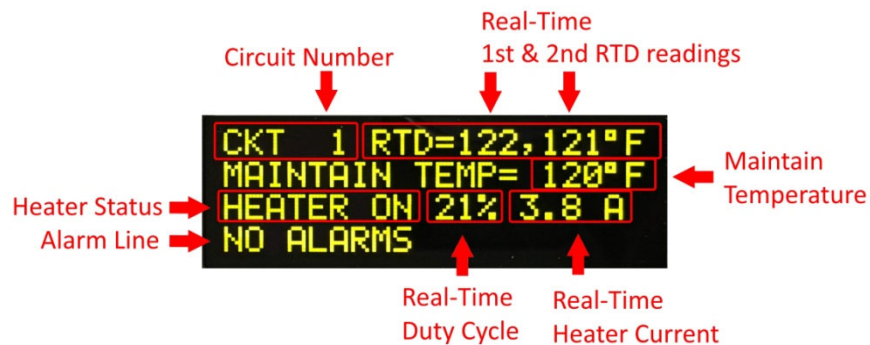 Real-Time
1st & 2nd RTD readings
Circuit Number
CKT 1 RTD=122,121°F
MAINTAIN TEMP= 120°F
HEATER ON 21% 3.8 A
NO ALARMS
Maintain
Temperature
Heater Status
Alarm Line
Real-Time
Duty Cycle
Real-Time
Heater Current